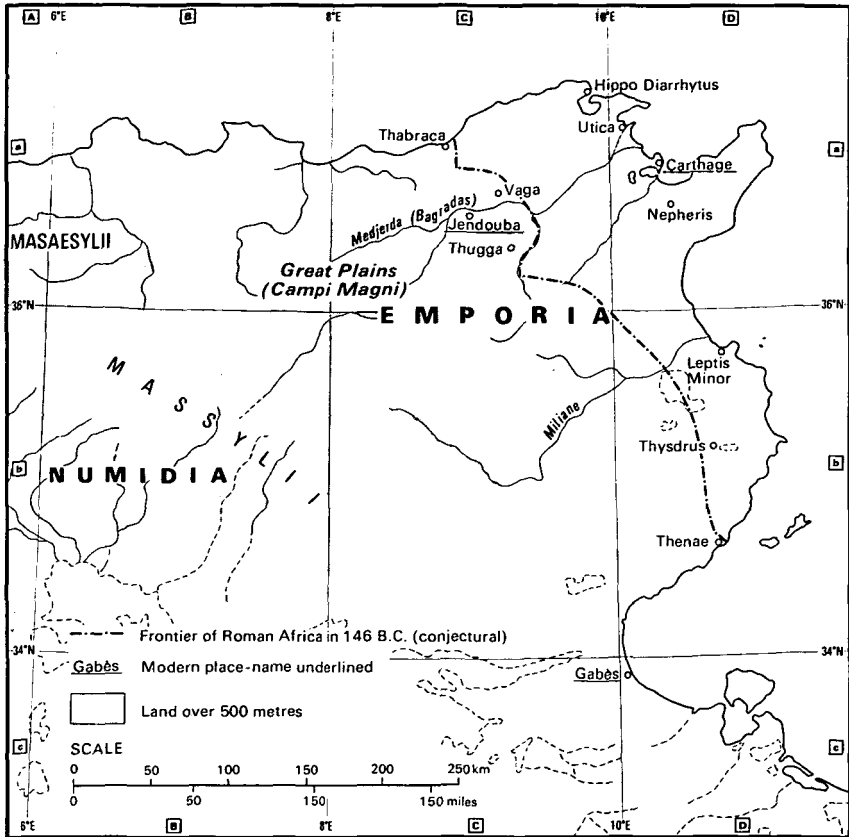 A 6°E B 8°E C 10°E D
Hippo Diarrhytus
Utica
Thabraca
a a
Carthage
Vaga
Nepheris
Medjerda (Bagradas)
Jendouba
MASAESYLII
Thugga
Great Plains
(Campi Magni)
36°N 36°N
EMPORIA
Leptis
Minor
MASSYLII
Miliane
Thysdrus
b b
NUMIDIA
Thenae
Frontier of Roman Africa in 146 B.C. (conjectural)
34°N 34°N
Gabès Modern place-name underlined
Gabès
Land over 500 metres
c c
SCALE
0 50 100 150 200 250 km
0 50 150 150 miles
6°E B 8°E C 10°E D